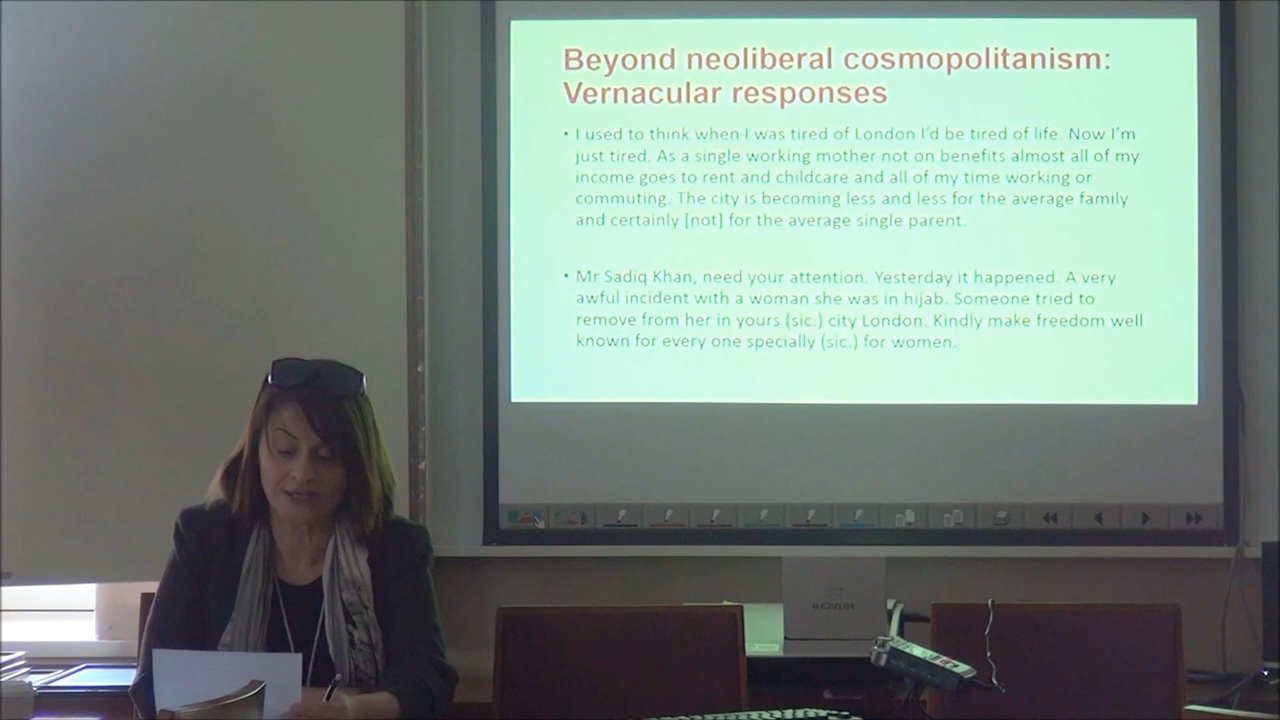 Beyond neoliberal cosmopolitanism:
Vernacular responses
• I used to think when I was tired of London I'd be tired of life. Now I'm
just tired. As a single working mother not on benefits almost all of my
income goes to rent and childcare and all of my time working or
commuting. The city is becoming less and less for the average family
and certainly [not] for the average single parent.
• Mr Sadiq Khan, need your attention. Yesterday it happened. A very
awful incident with a woman she was in hijab. Someone tried to
remove from her in yours (sic.) city London. Kindly make freedom well
known for every one specially (sic.) for women.
HITACHI